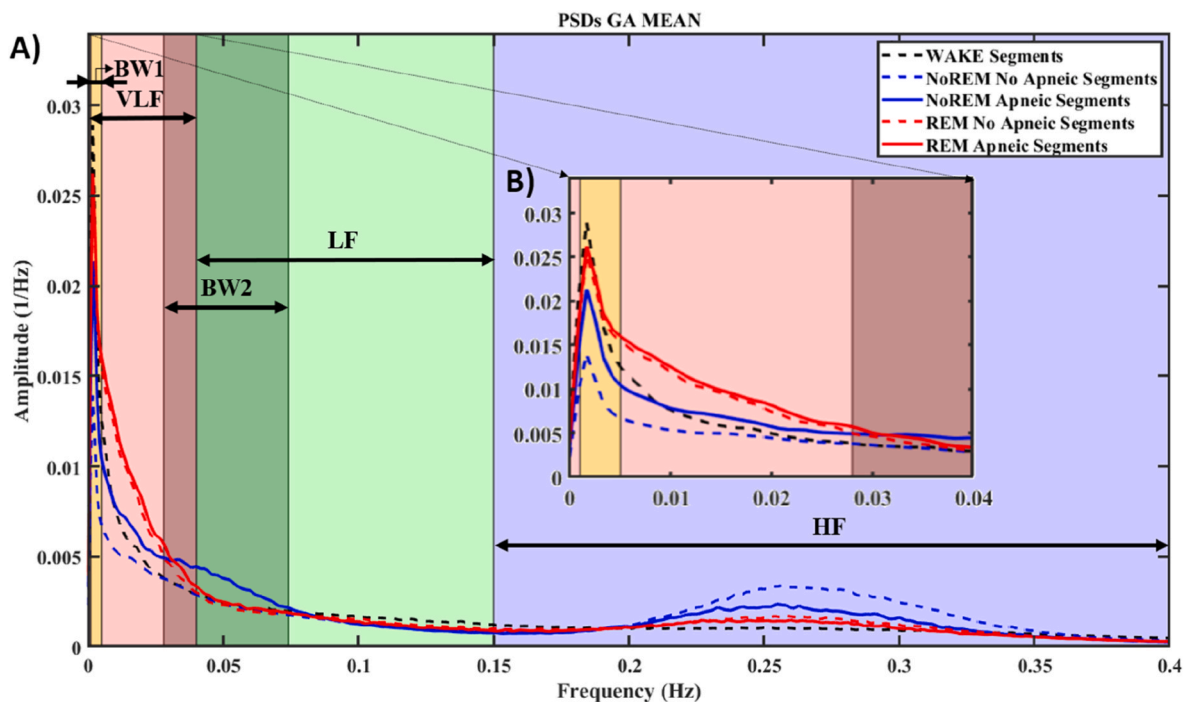 PSDs GA MEAN
A)
BW1
VLF
LF
BW2
HF
WAKE Segments
NoREM No Apneic Segments
NoREM Apneic Segments
REM No Apneic Segments
REM Apneic Segments
B)
0.03
0.025
0.02
0.015
0.01
0.005
0
0.03
0.025
0.02
0.015
0.01
0.005
0
0 0.01 0.02 0.03 0.04
0 0.05 0.1 0.15 0.2 0.25 0.3 0.35 0.4
Amplitude (1/Hz)
Frequency (Hz)